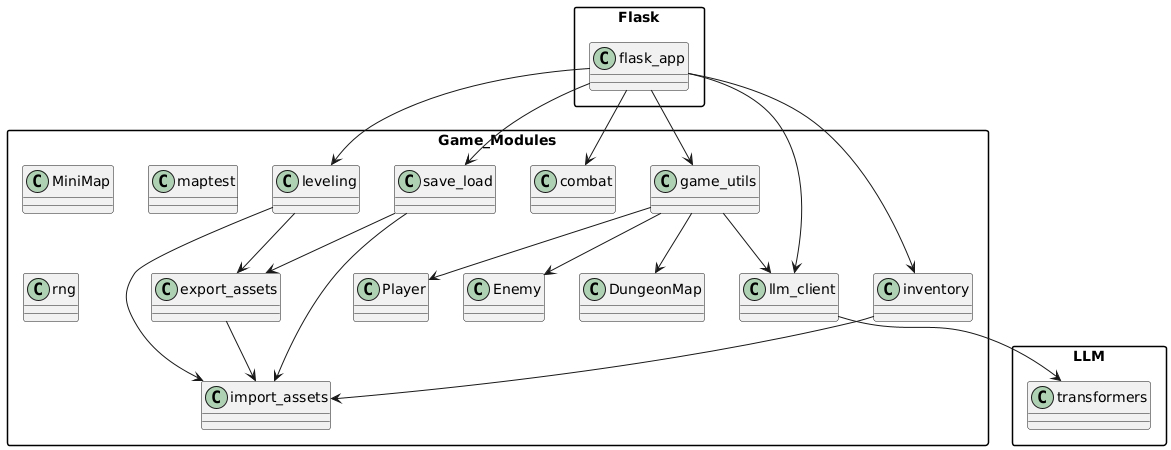 Flask
C flask_app
Game_Modules
C MiniMap
C maptest
C leveling
C save_load
C combat
C game_utils
C rng
C export_assets
C Player
C Enemy
C DungeonMap
C llm_client
C inventory
LLM
C import_assets
C transformers